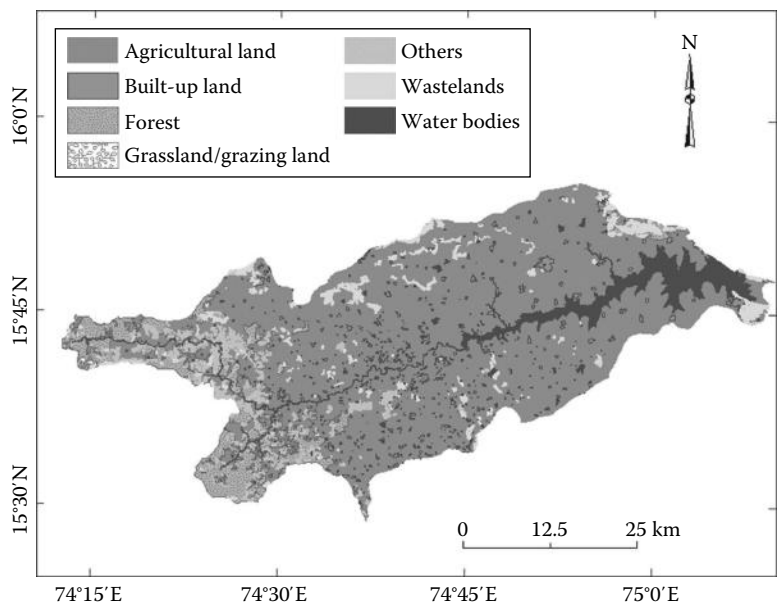 Agricultural land
Built-up land
Forest
Grassland/grazing land
Others
Wastelands
Water bodies
N
16°0'N
15°45'N
15°30'N
0 12.5 25 km
74°15'E 74°30'E 74°45'E 75°0'E